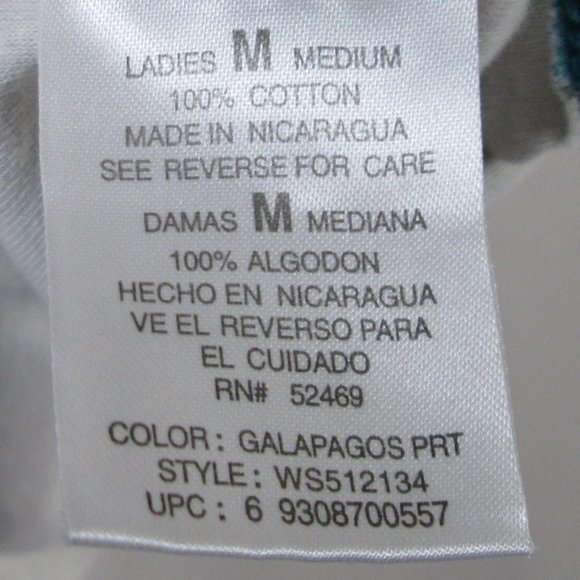 LADIES M MEDIUM
100% COTTON
MADE IN NICARAGUA
SEE REVERSE FOR CARE
DAMAS M MEDIANA
100% ALGODON
HECHO EN NICARAGUA
VE EL REVERSO PARA
EL CUIDADO
RN# 52469
COLOR: GALAPAGOS PRT
STYLE: WS512134
UPC: 6 9308700557